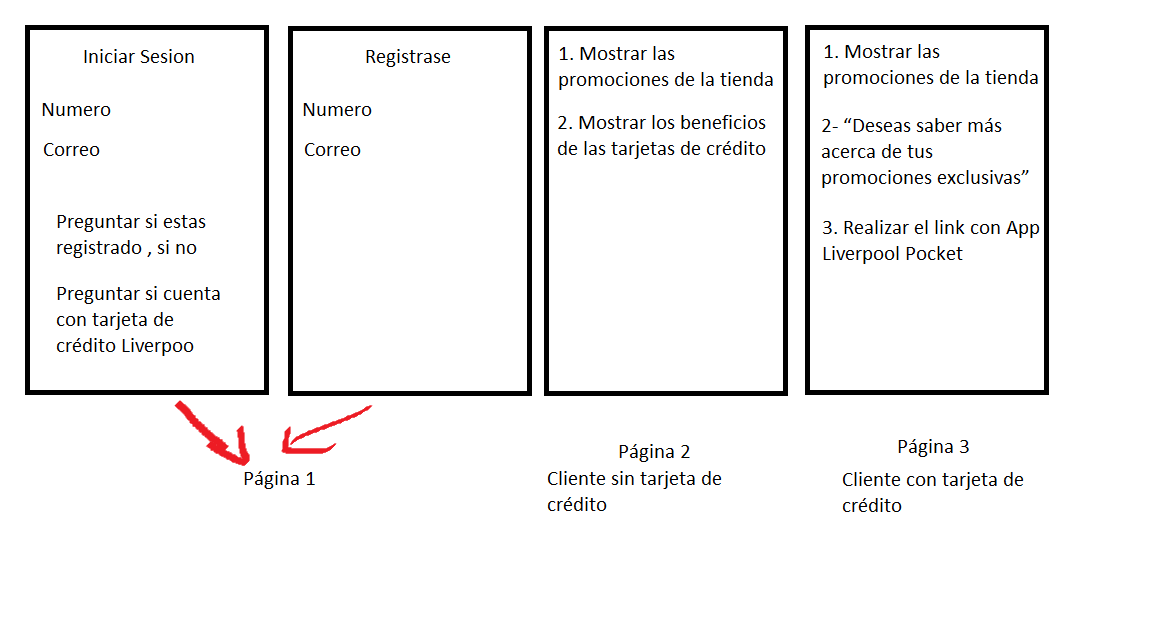 Iniciar Sesion
Numero
Correo
Preguntar si estas
registrado , si no
Preguntar si cuenta
con tarjeta de
crédito Liverpoo
Registrase
Numero
Correo
Página 1
1. Mostrar las
promociones de la tienda
2. Mostrar los beneficios
de las tarjetas de crédito
Página 2
Cliente sin tarjeta de
crédito
1. Mostrar las
promociones de la tienda
2- “Deseas saber más
acerca de tus
promociones exclusivas”
3. Realizar el link con App
Liverpool Pocket
Página 3
Cliente con tarjeta de
crédito